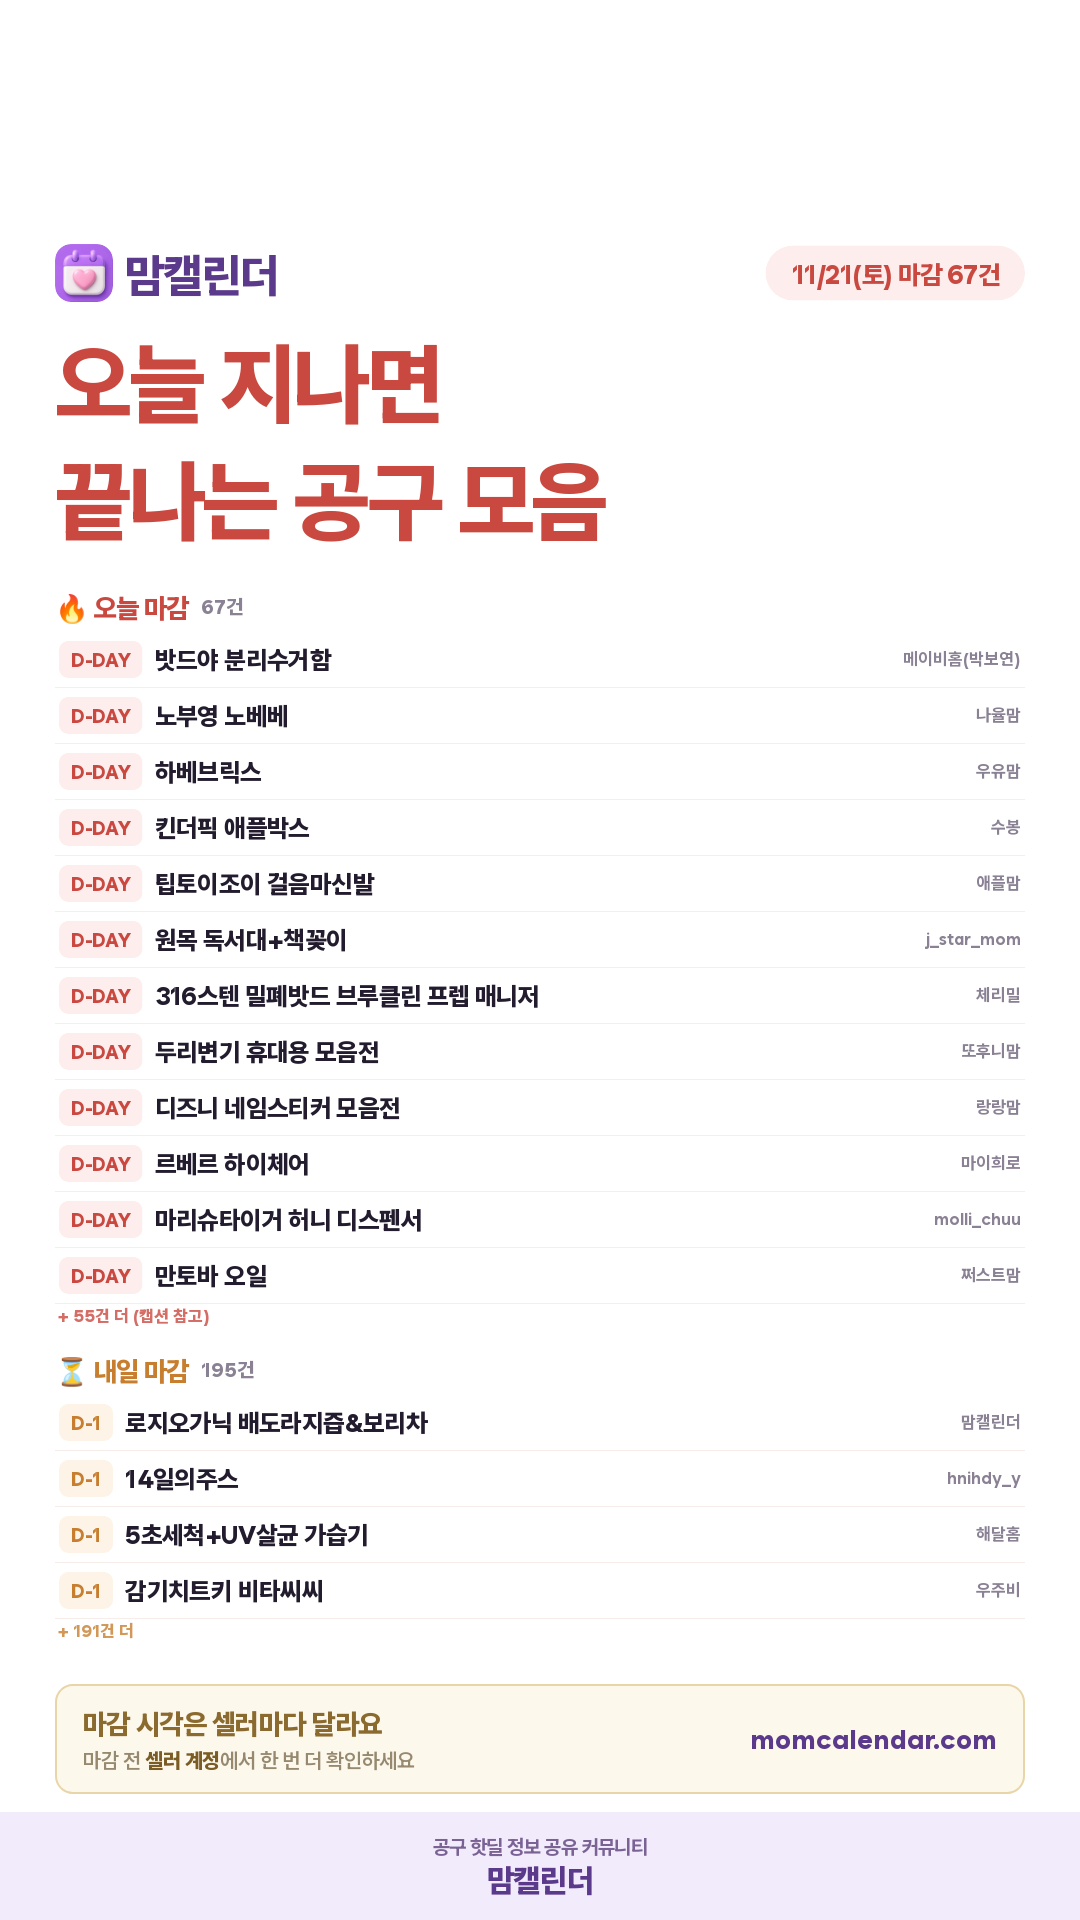 맘캘린더
11/21(토) 마감 67건
오늘 지나면
끝나는 공구 모음
오늘 마감 67건
D-DAY 밧드야 분리수거함 메이비홈(박보연)
D-DAY 노부영 노베베 나율맘
D-DAY 하베브릭스 우유맘
D-DAY 킨더픽 애플박스 수봉
D-DAY 팁토이조이 걸음마신발 애플맘
D-DAY 원목 독서대+책꽂이 j_star_mom
D-DAY 316스텐 밀폐밧드 브루클린 프렙 매니저 체리밀
D-DAY 두리변기 휴대용 모음전 또후니맘
D-DAY 디즈니 네임스티커 모음전 랑랑맘
D-DAY 르베르 하이체어 마이희로
D-DAY 마리슈타이거 허니 디스펜서 molli_chuu
D-DAY 만토바 오일 쩌스트맘
+ 55건 더 (캡션 참고)
내일 마감 195건
D-1 로지오가닉 배도라지즙&보리차 맘캘린더
D-1 14일의주스 hnihdy_y
D-1 5초세척+UV살균 가습기 해달홈
D-1 감기치트키 비타씨씨 우주비
+ 191건 더
마감 시각은 셀러마다 달라요
마감 전 셀러 계정에서 한 번 더 확인하세요
momcalendar.com
공구 핫딜 정보 공유 커뮤니티
맘캘린더